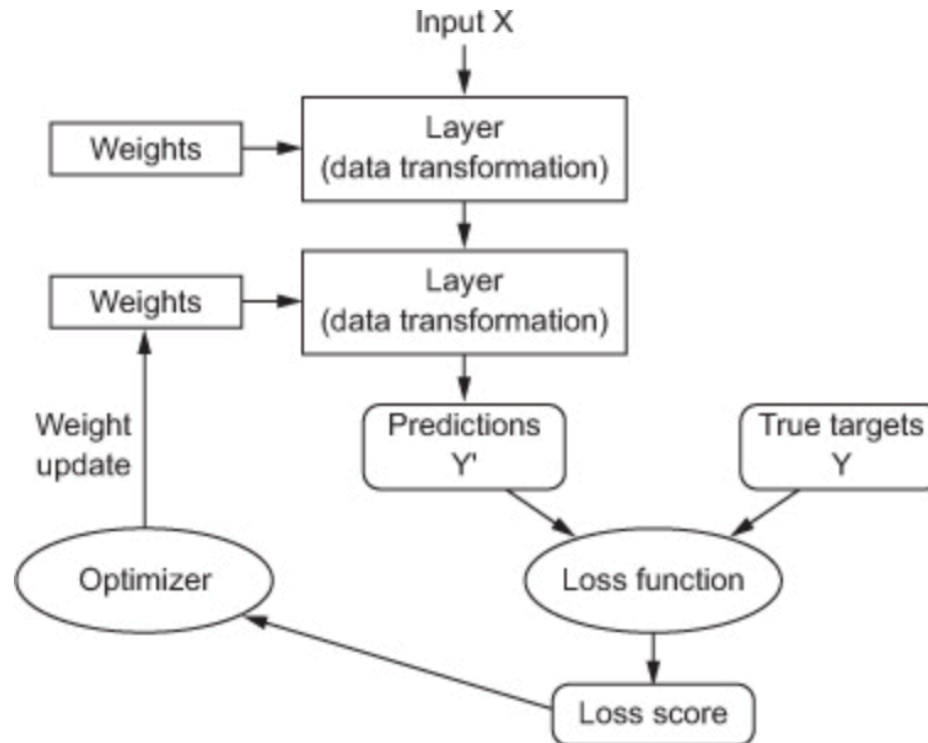 Input X
Weights
Layer
(data transformation)
Weights
Layer
(data transformation)
Weight
update
Predictions
Y'
True targets
Y
Optimizer
Loss function
Loss score